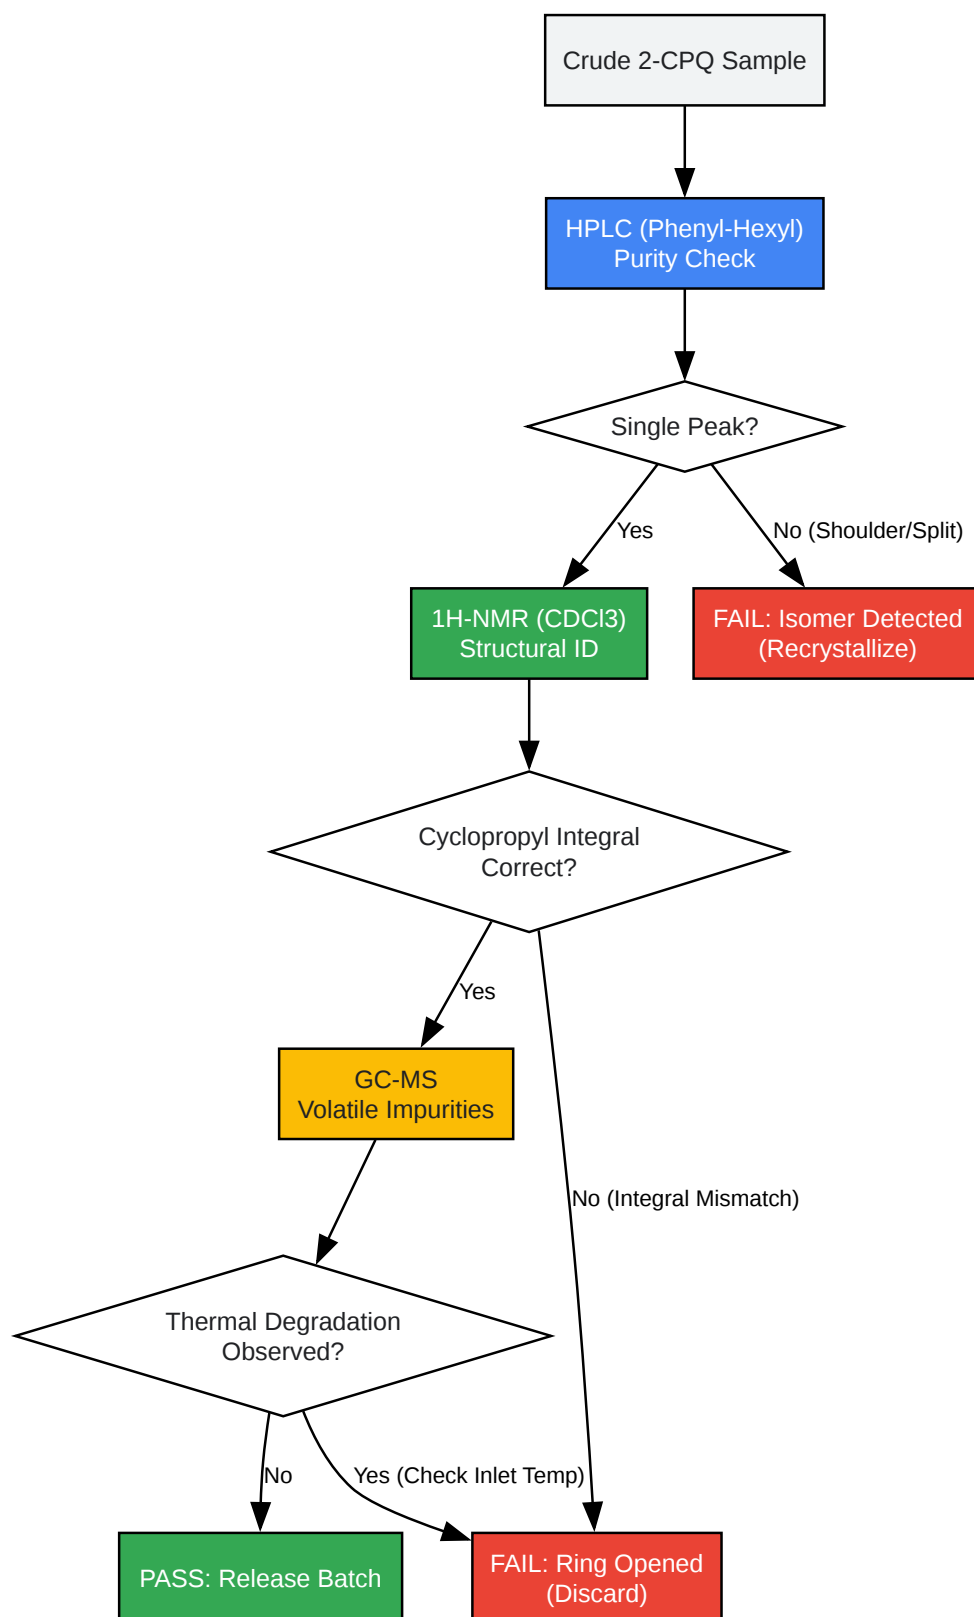 Crude 2-CPQ Sample
HPLC (Phenyl-Hexyl)
Purity Check
Single Peak?
Yes
No (Shoulder/Split)
1H-NMR (CDCl3)
Structural ID
FAIL: Isomer Detected
(Recrystallize)
Cyclopropyl Integral
Correct?
Yes
GC-MS
Volatile Impurities
No (Integral Mismatch)
Thermal Degradation
Observed?
No
Yes (Check Inlet Temp)
PASS: Release Batch
FAIL: Ring Opened
(Discard)